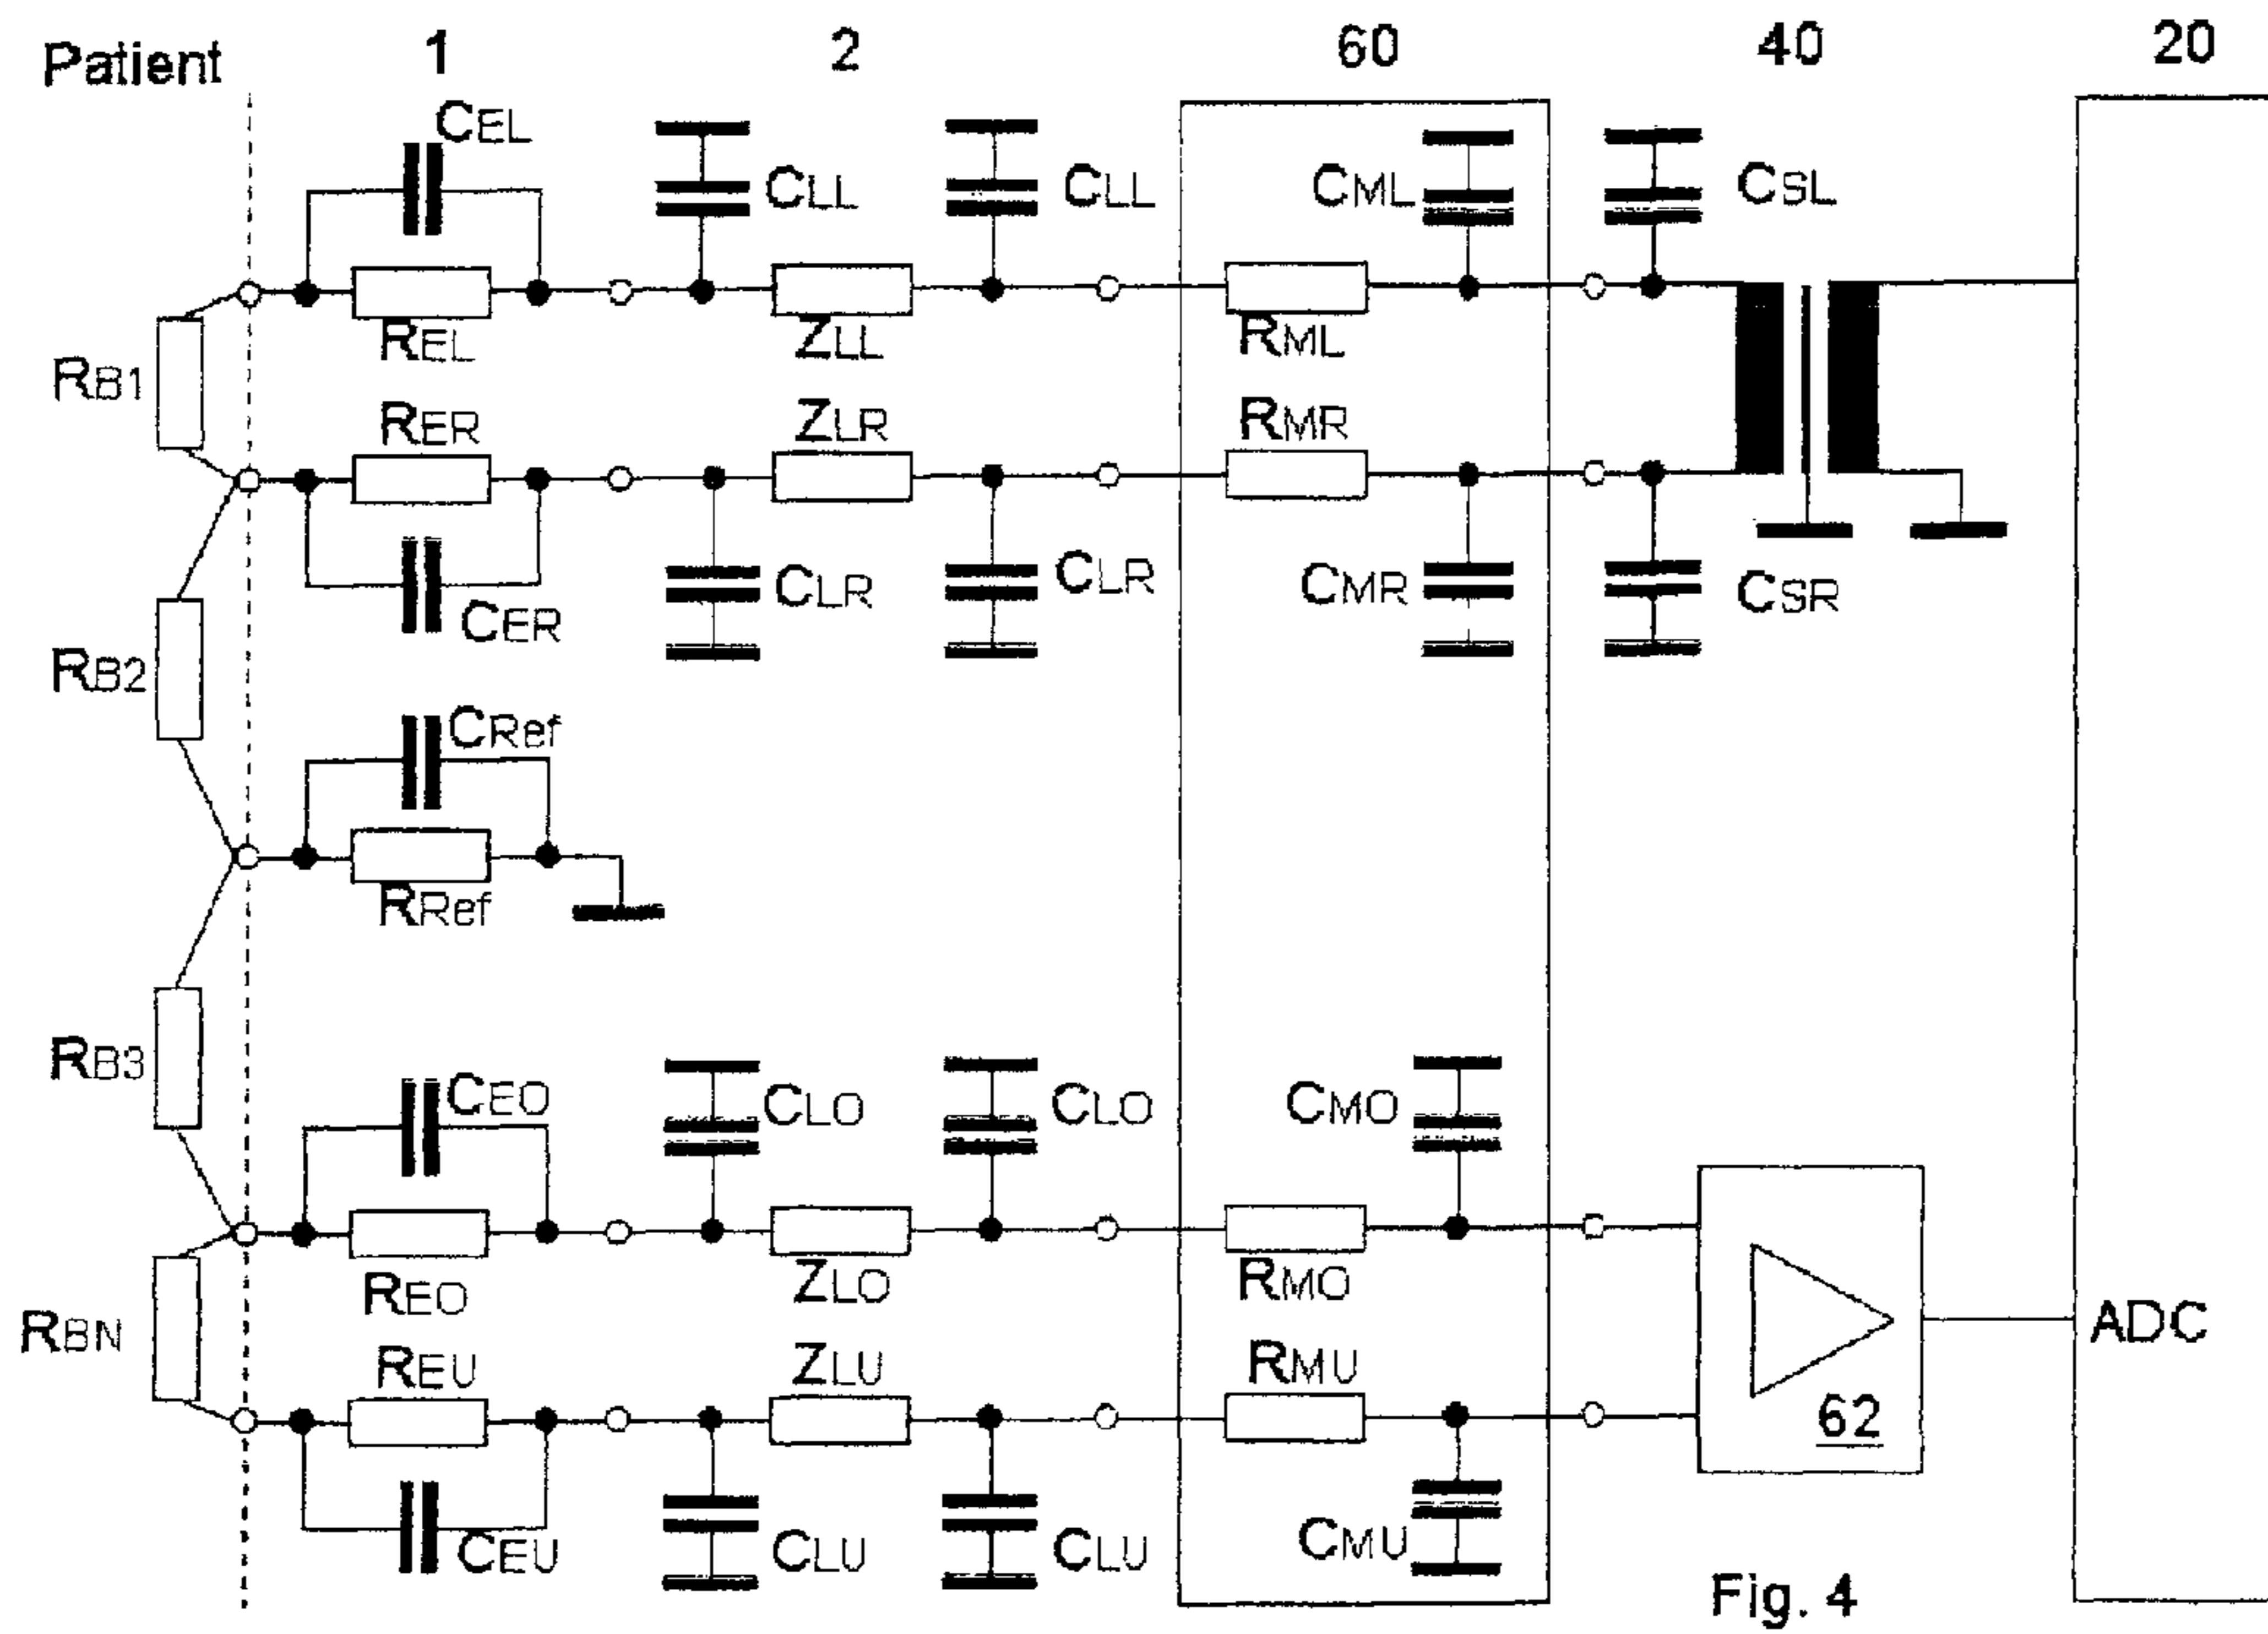 Patient 1 2 60 40 20
CEL
CLL CLL CML CSL
REL ZLL RML
RB1
RER ZLR RMR
CER CLR CLR CMR CSR
RB2
CRef
RRef
RB3
CEO CLO CLO CMO
REO ZLO RMO
RBN ADC
REU ZLU RMU
62
CEU CLU CLU CMU
Fig. 4